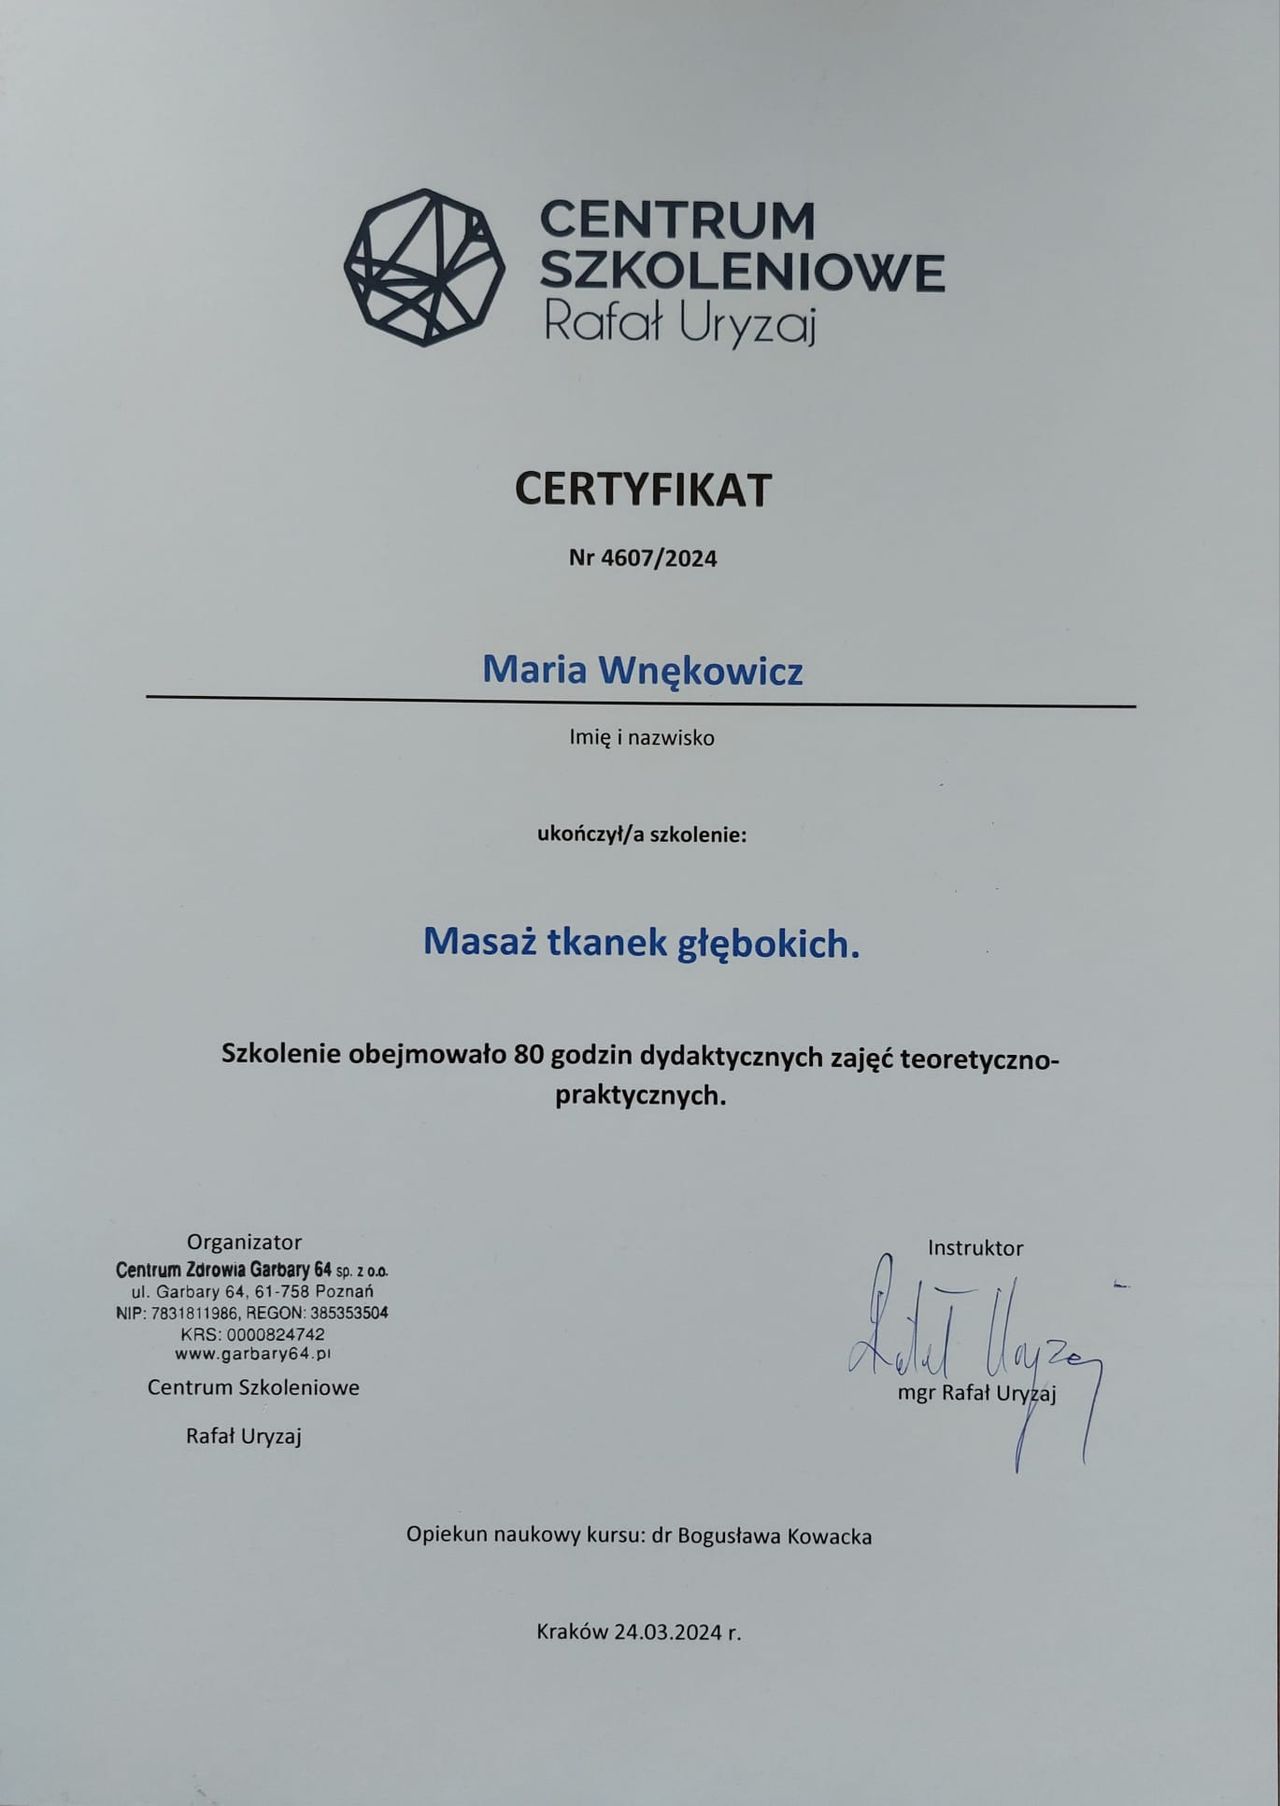 CENTRUM
SZKOLENIOWE
Rafał Uryzaj
CERTYFIKAT
Nr 4607/2024
Maria Wnękowicz
Imię i nazwisko
ukończył/a szkolenie:
Masaż tkanek głębokich.
Szkolenie obejmowało 80 godzin dydaktycznych zajęć teoretyczno-
praktycznych.
Organizator
Centrum Zdrowia Garbary 64 sp. z o.o.
ul. Garbary 64, 61-758 Poznań
NIP: 7831811986, REGON: 385353504
KRS: 0000824742
www.garbary64.pl
Centrum Szkoleniowe
Rafał Uryzaj
Instruktor
Rafał Uryzaj
mgr Rafał Uryzaj
Opiekun naukowy kursu: dr Bogusława Kowacka
Kraków 24.03.2024 r.